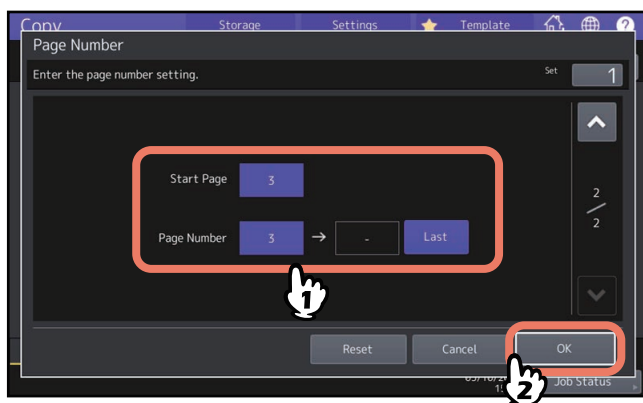 Copy Storage Settings Template ?
Page Number
Enter the page number setting. Set 1
Start Page 3
2
Page Number 3 → - Last
2
1
Reset Cancel OK
2
Job Status